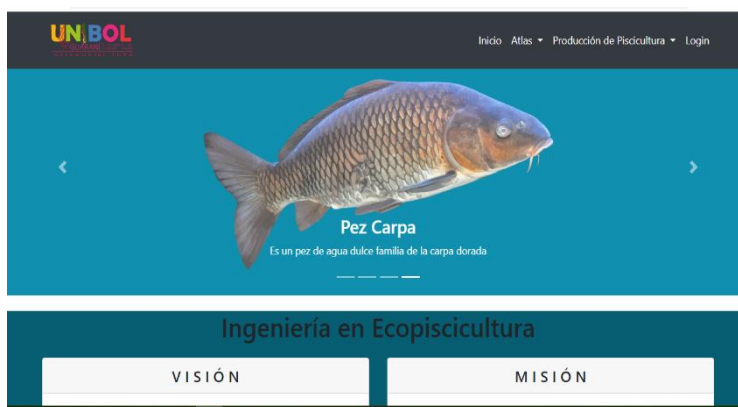 UNIBOL
GUARANÍ
Inicio Atlas Producción de Piscicultura Login
Pez Carpa
Es un pez de agua dulce familia de la carpa dorada
Ingeniería en Ecopiscicultura
VISIÓN
MISIÓN